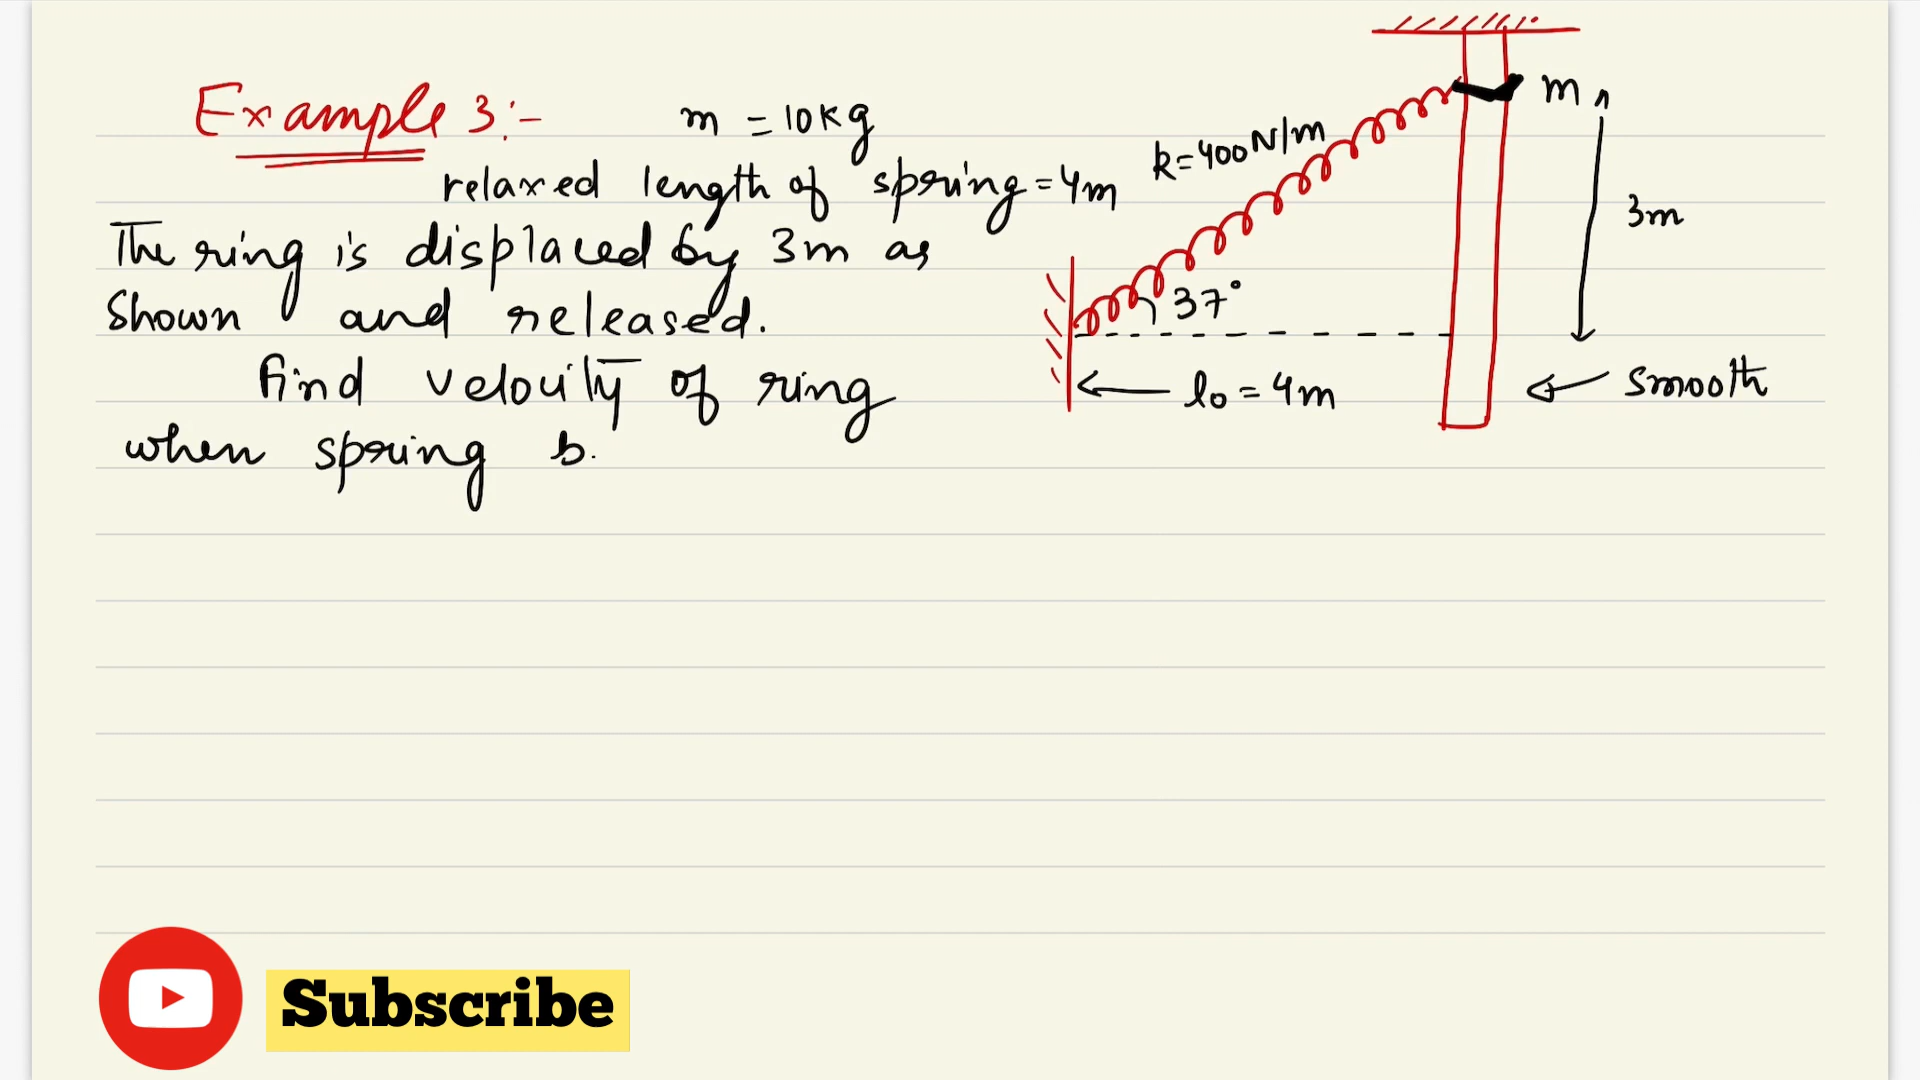 Example 3:-
m = 10kg
relaxed length of spring = 4m
The ring is displaced by 3m as
Shown and released.
find velocity of ring
when spring b.
m
k=400N/m
3m
37°
l₀ = 4m
Smooth
Subscribe